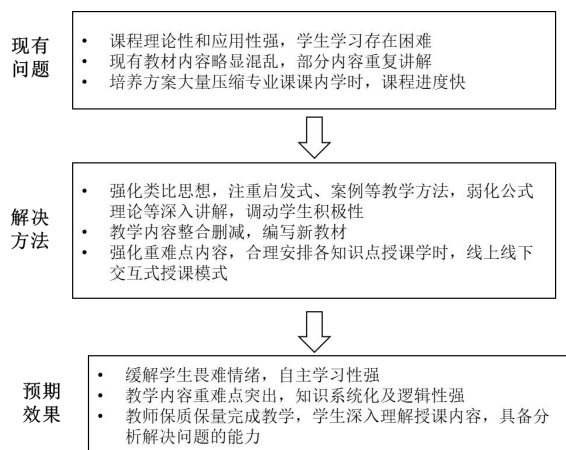 现有
问题
• 课程理论性和应用性强，学生学习存在困难
• 现有教材内容略显混乱，部分内容重复讲解
• 培养方案大量压缩专业课课内学时，课程进度快
解决
方法
• 强化类比思想，注重启发式、案例等教学方法，弱化公式
理论等深入讲解，调动学生积极性
• 教学内容整合删减，编写新教材
• 强化重难点内容，合理安排各知识点授课学时，线上线下
交互式授课模式
预期
效果
• 缓解学生畏难情绪，自主学习性强
• 教学内容重难点突出，知识系统化及逻辑性强
• 教师保质保量完成教学，学生深入理解授课内容，具备分
析解决问题的能力